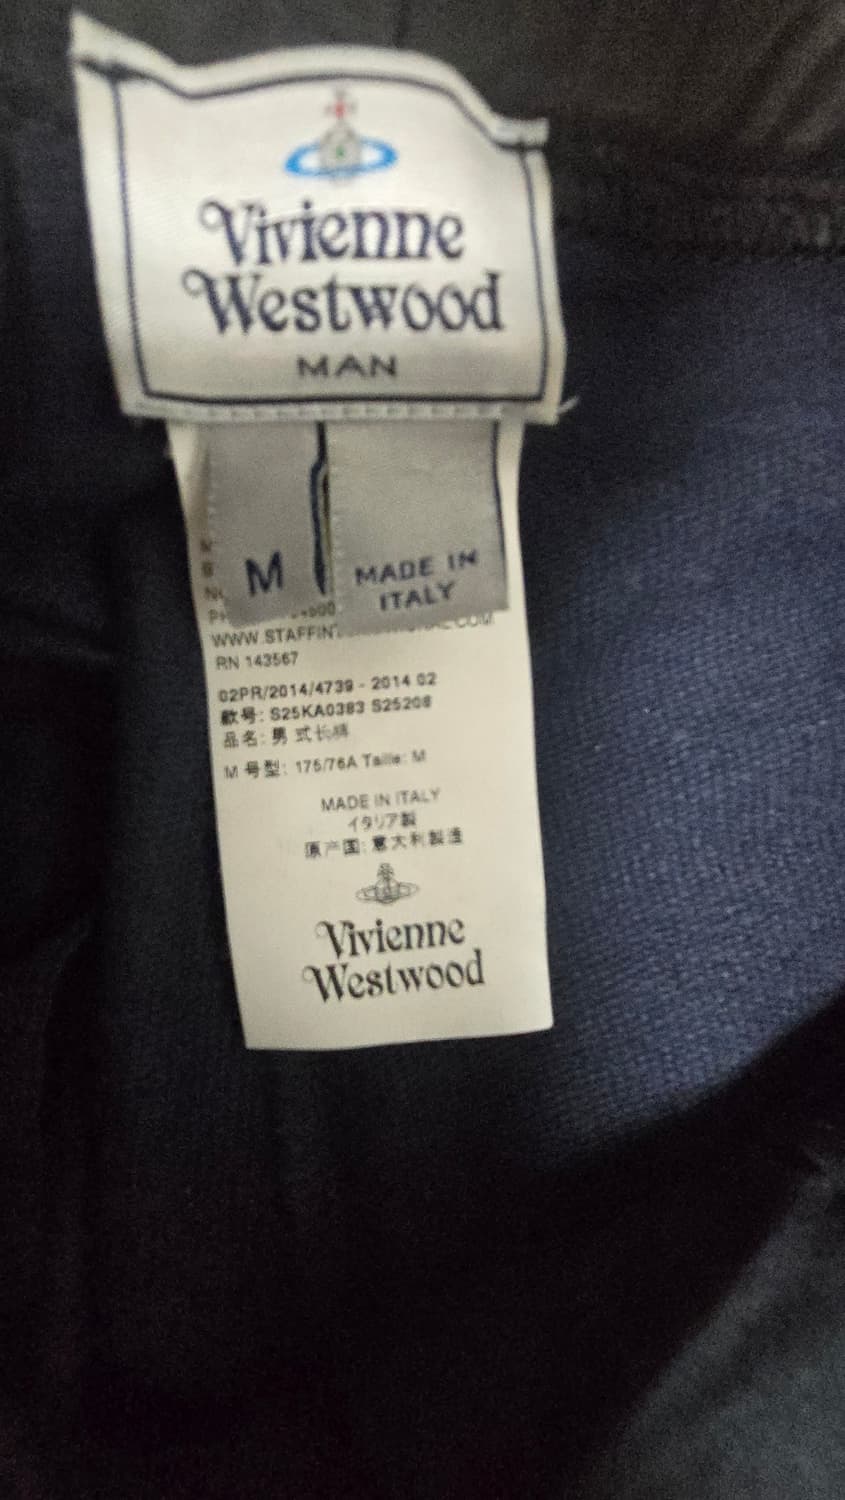 Vivienne
Westwood
MAN
M
MADE IN
ITALY
WWW.STAFFIN
.COM
RN 143567
02PR/2014/4739 - 2014 02
款号: S25KA0383 S25208
品名: 男 式长裤
M 号型: 175/76A Taille: M
MADE IN ITALY
イタリア製
原产国: 意大利製造
Vivienne
Westwood